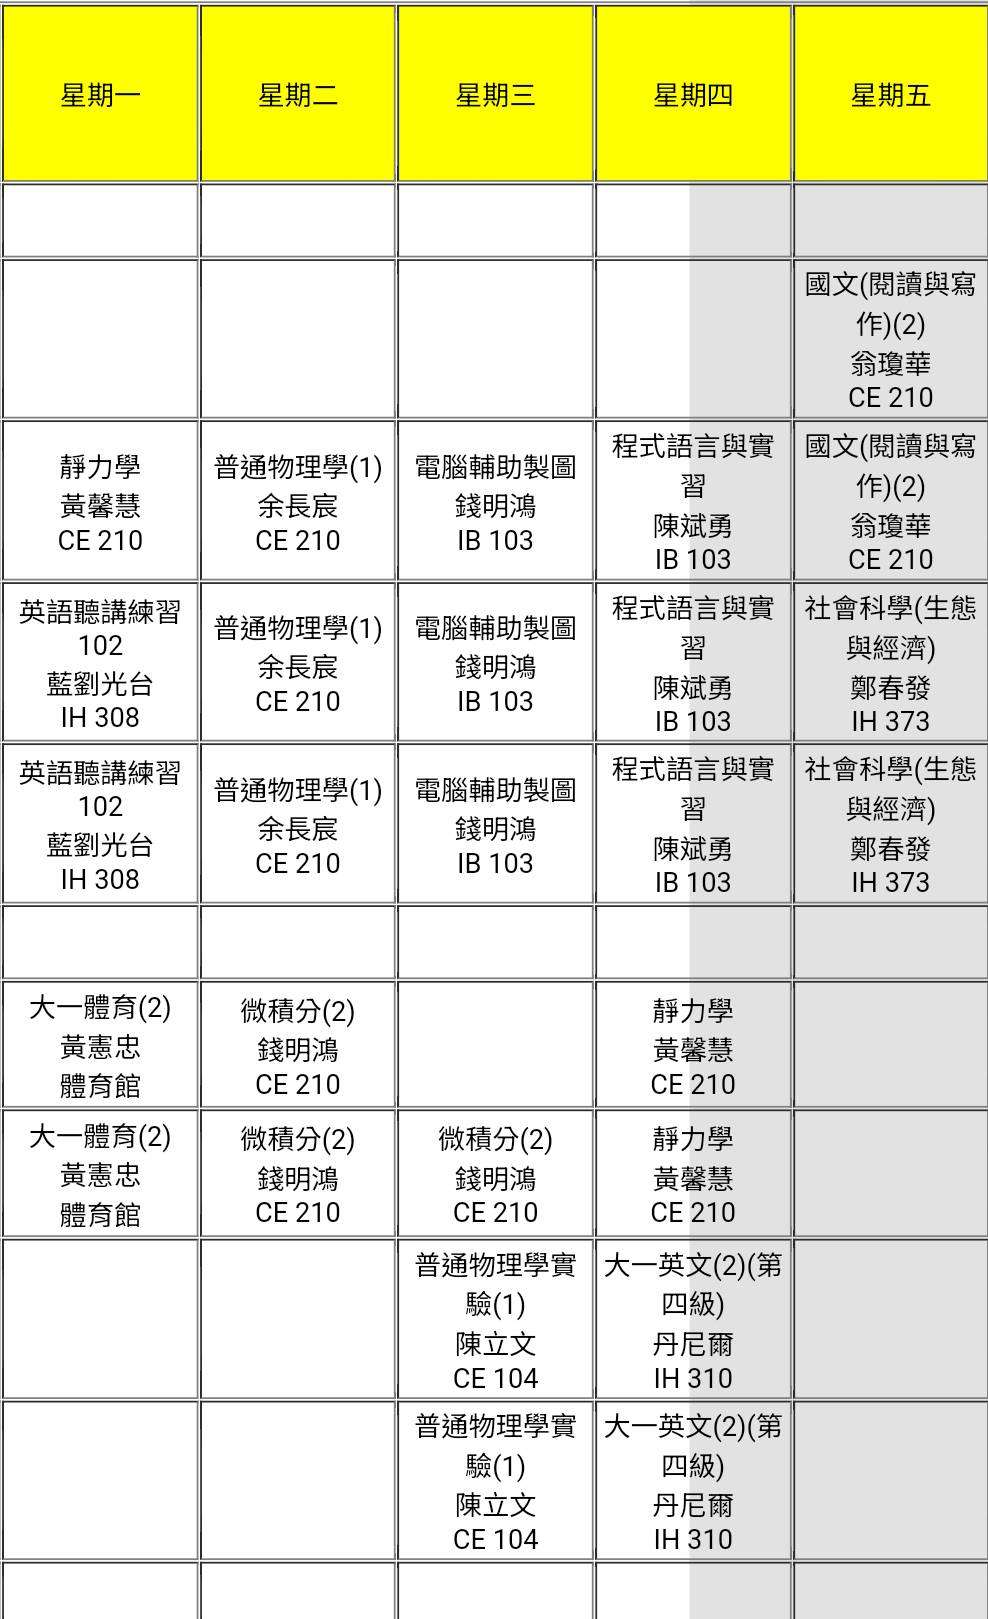 星期一
星期二
星期三
星期四
星期五
國文(閱讀與寫
作)(2)
翁瓊華
CE 210
靜力學
黃馨慧
CE 210
普通物理學(1)
余長宸
CE 210
電腦輔助製圖
錢明鴻
IB 103
程式語言與實
習
陳斌勇
IB 103
國文(閱讀與寫
作)(2)
翁瓊華
CE 210
英語聽講練習
102
藍劉光台
IH 308
普通物理學(1)
余長宸
CE 210
電腦輔助製圖
錢明鴻
IB 103
程式語言與實
習
陳斌勇
IB 103
社會科學(生態
與經濟)
鄭春發
IH 373
英語聽講練習
102
藍劉光台
IH 308
普通物理學(1)
余長宸
CE 210
電腦輔助製圖
錢明鴻
IB 103
程式語言與實
習
陳斌勇
IB 103
社會科學(生態
與經濟)
鄭春發
IH 373
大一體育(2)
黃憲忠
體育館
微積分(2)
錢明鴻
CE 210
靜力學
黃馨慧
CE 210
大一體育(2)
黃憲忠
體育館
微積分(2)
錢明鴻
CE 210
微積分(2)
錢明鴻
CE 210
靜力學
黃馨慧
CE 210
普通物理學實
驗(1)
陳立文
CE 104
大一英文(2)(第
四級)
丹尼爾
IH 310
普通物理學實
驗(1)
陳立文
CE 104
大一英文(2)(第
四級)
丹尼爾
IH 310